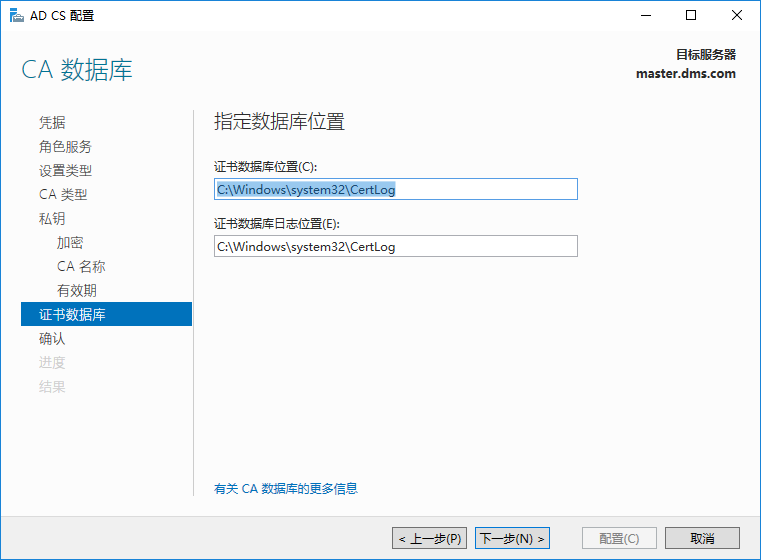 AD CS 配置
CA 数据库
目标服务器
master.dms.com
凭据
角色服务
设置类型
CA 类型
私钥
加密
CA 名称
有效期
证书数据库
确认
进度
结果
指定数据库位置
证书数据库位置(C):
C:\Windows\system32\CertLog
证书数据库日志位置(E):
C:\Windows\system32\CertLog
有关 CA 数据库的更多信息
< 上一步(P)
下一步(N) >
配置(C)
取消